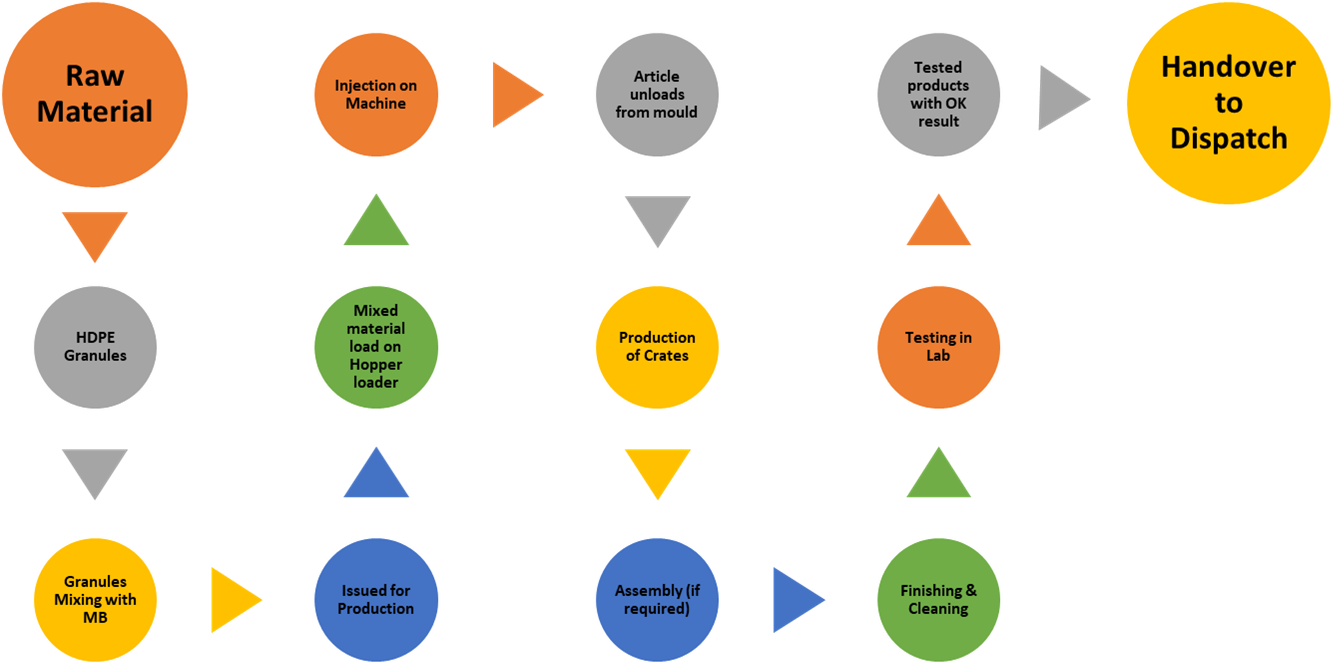 Raw
Material
HDPE
Granules
Granules
Mixing with
MB
Issued for
Production
Mixed
material
load on
Hopper
loader
Injection on
Machine
Article
unloads
from mould
Production
of Crates
Assembly (if
required)
Finishing &
Cleaning
Testing in
Lab
Tested
products
with OK
result
Handover
to
Dispatch